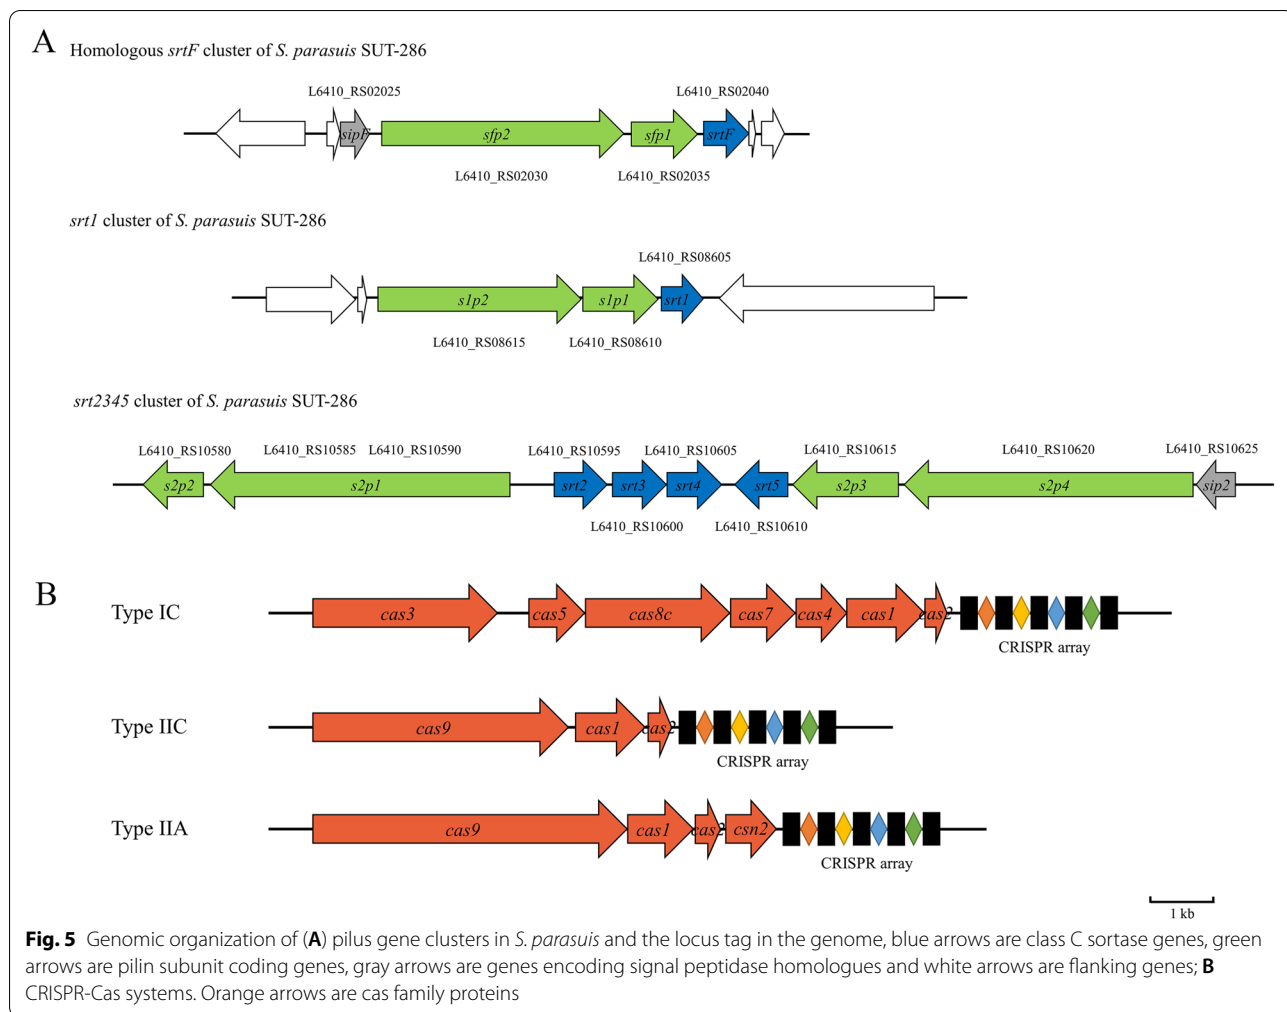 A
Homologous srtF cluster of S. parasuis SUT-286
L6410_RS02025 L6410_RS02040
sipF sfp2 sfp1 srtF
L6410_RS02030 L6410_RS02035
srt1 cluster of S. parasuis SUT-286
L6410_RS08605
s1p2 s1p1 srt1
L6410_RS08615 L6410_RS08610
srt2345 cluster of S. parasuis SUT-286
L6410_RS10580 L6410_RS10585 L6410_RS10590 L6410_RS10595 L6410_RS10605 L6410_RS10615 L6410_RS10620 L6410_RS10625
s2p2 s2p1 srt2 srt3 srt4 srt5 s2p3 s2p4 sip2
L6410_RS10600 L6410_RS10610
B
Type IC cas3 cas5 cas8c cas7 cas4 cas1 cas2
CRISPR array
Type IIC cas9 cas1 cas2
CRISPR array
Type IIA cas9 cas1 cas2 csn2
CRISPR array
1 kb
Fig. 5 Genomic organization of (A) pilus gene clusters in S. parasuis and the locus tag in the genome, blue arrows are class C sortase genes, green
arrows are pilin subunit coding genes, gray arrows are genes encoding signal peptidase homologues and white arrows are flanking genes; B
CRISPR-Cas systems. Orange arrows are cas family proteins